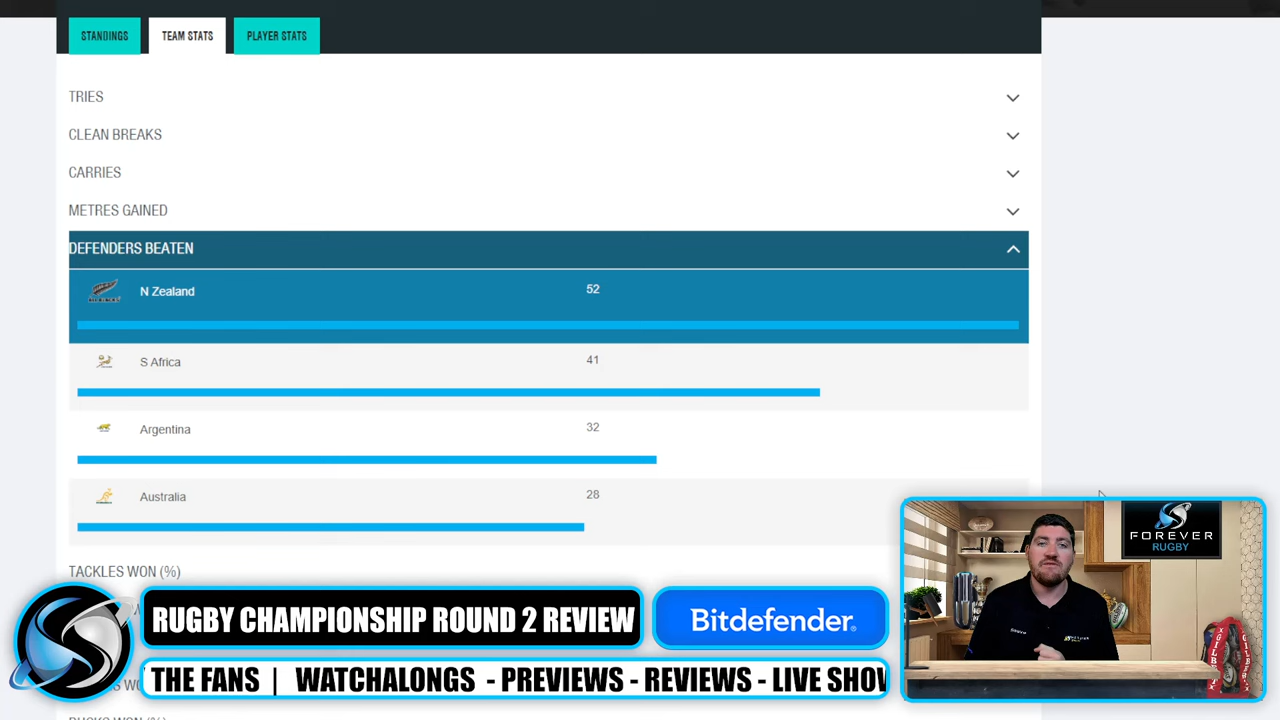 STANDINGS
TEAM STATS
PLAYER STATS
TRIES
CLEAN BREAKS
CARRIES
METRES GAINED
DEFENDERS BEATEN
N Zealand 52
S Africa 41
Argentina 32
Australia 28
TACKLES WON (%)
FOREVER
RUGBY
RUGBY CHAMPIONSHIP ROUND 2 REVIEW
Bitdefender
THE FANS | WATCHALONGS - PREVIEWS - REVIEWS - LIVE SHOW